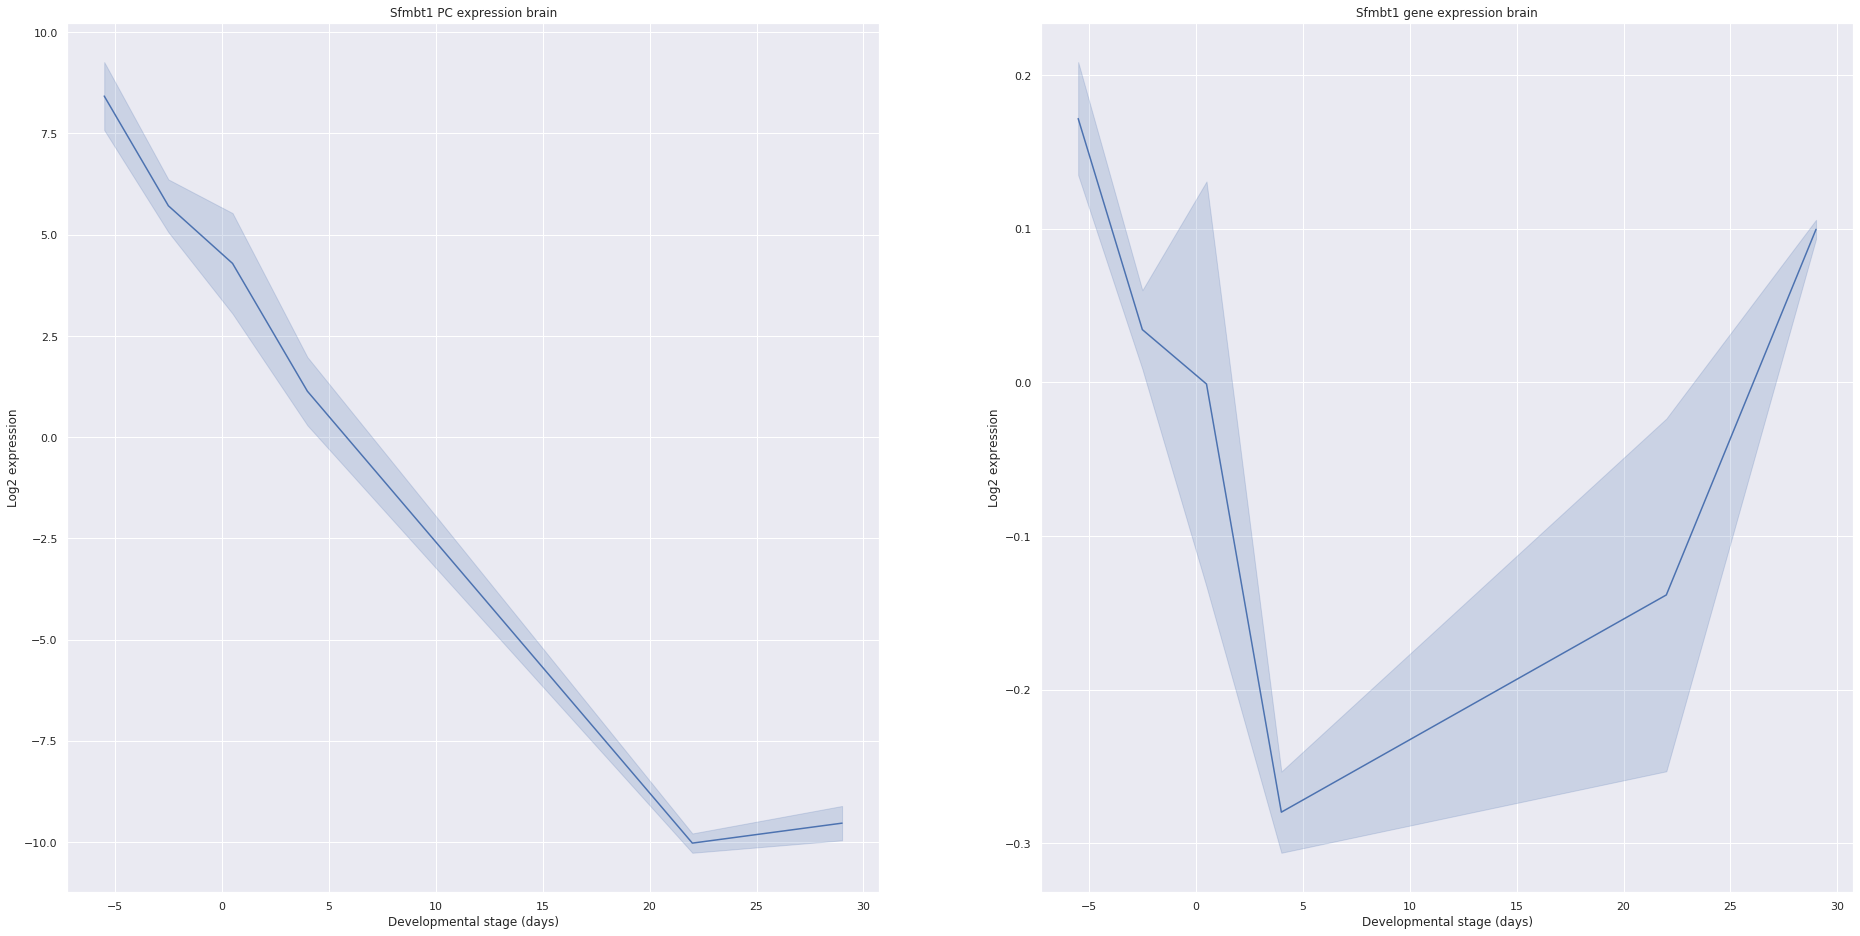 Sfmbt1 PC expression brain
10.0
7.5
5.0
2.5
0.0
−2.5
−5.0
−7.5
−10.0
Log2 expression
−5 0 5 10 15 20 25 30
Developmental stage (days)
Sfmbt1 gene expression brain
0.2
0.1
0.0
−0.1
−0.2
−0.3
Log2 expression
−5 0 5 10 15 20 25 30
Developmental stage (days)